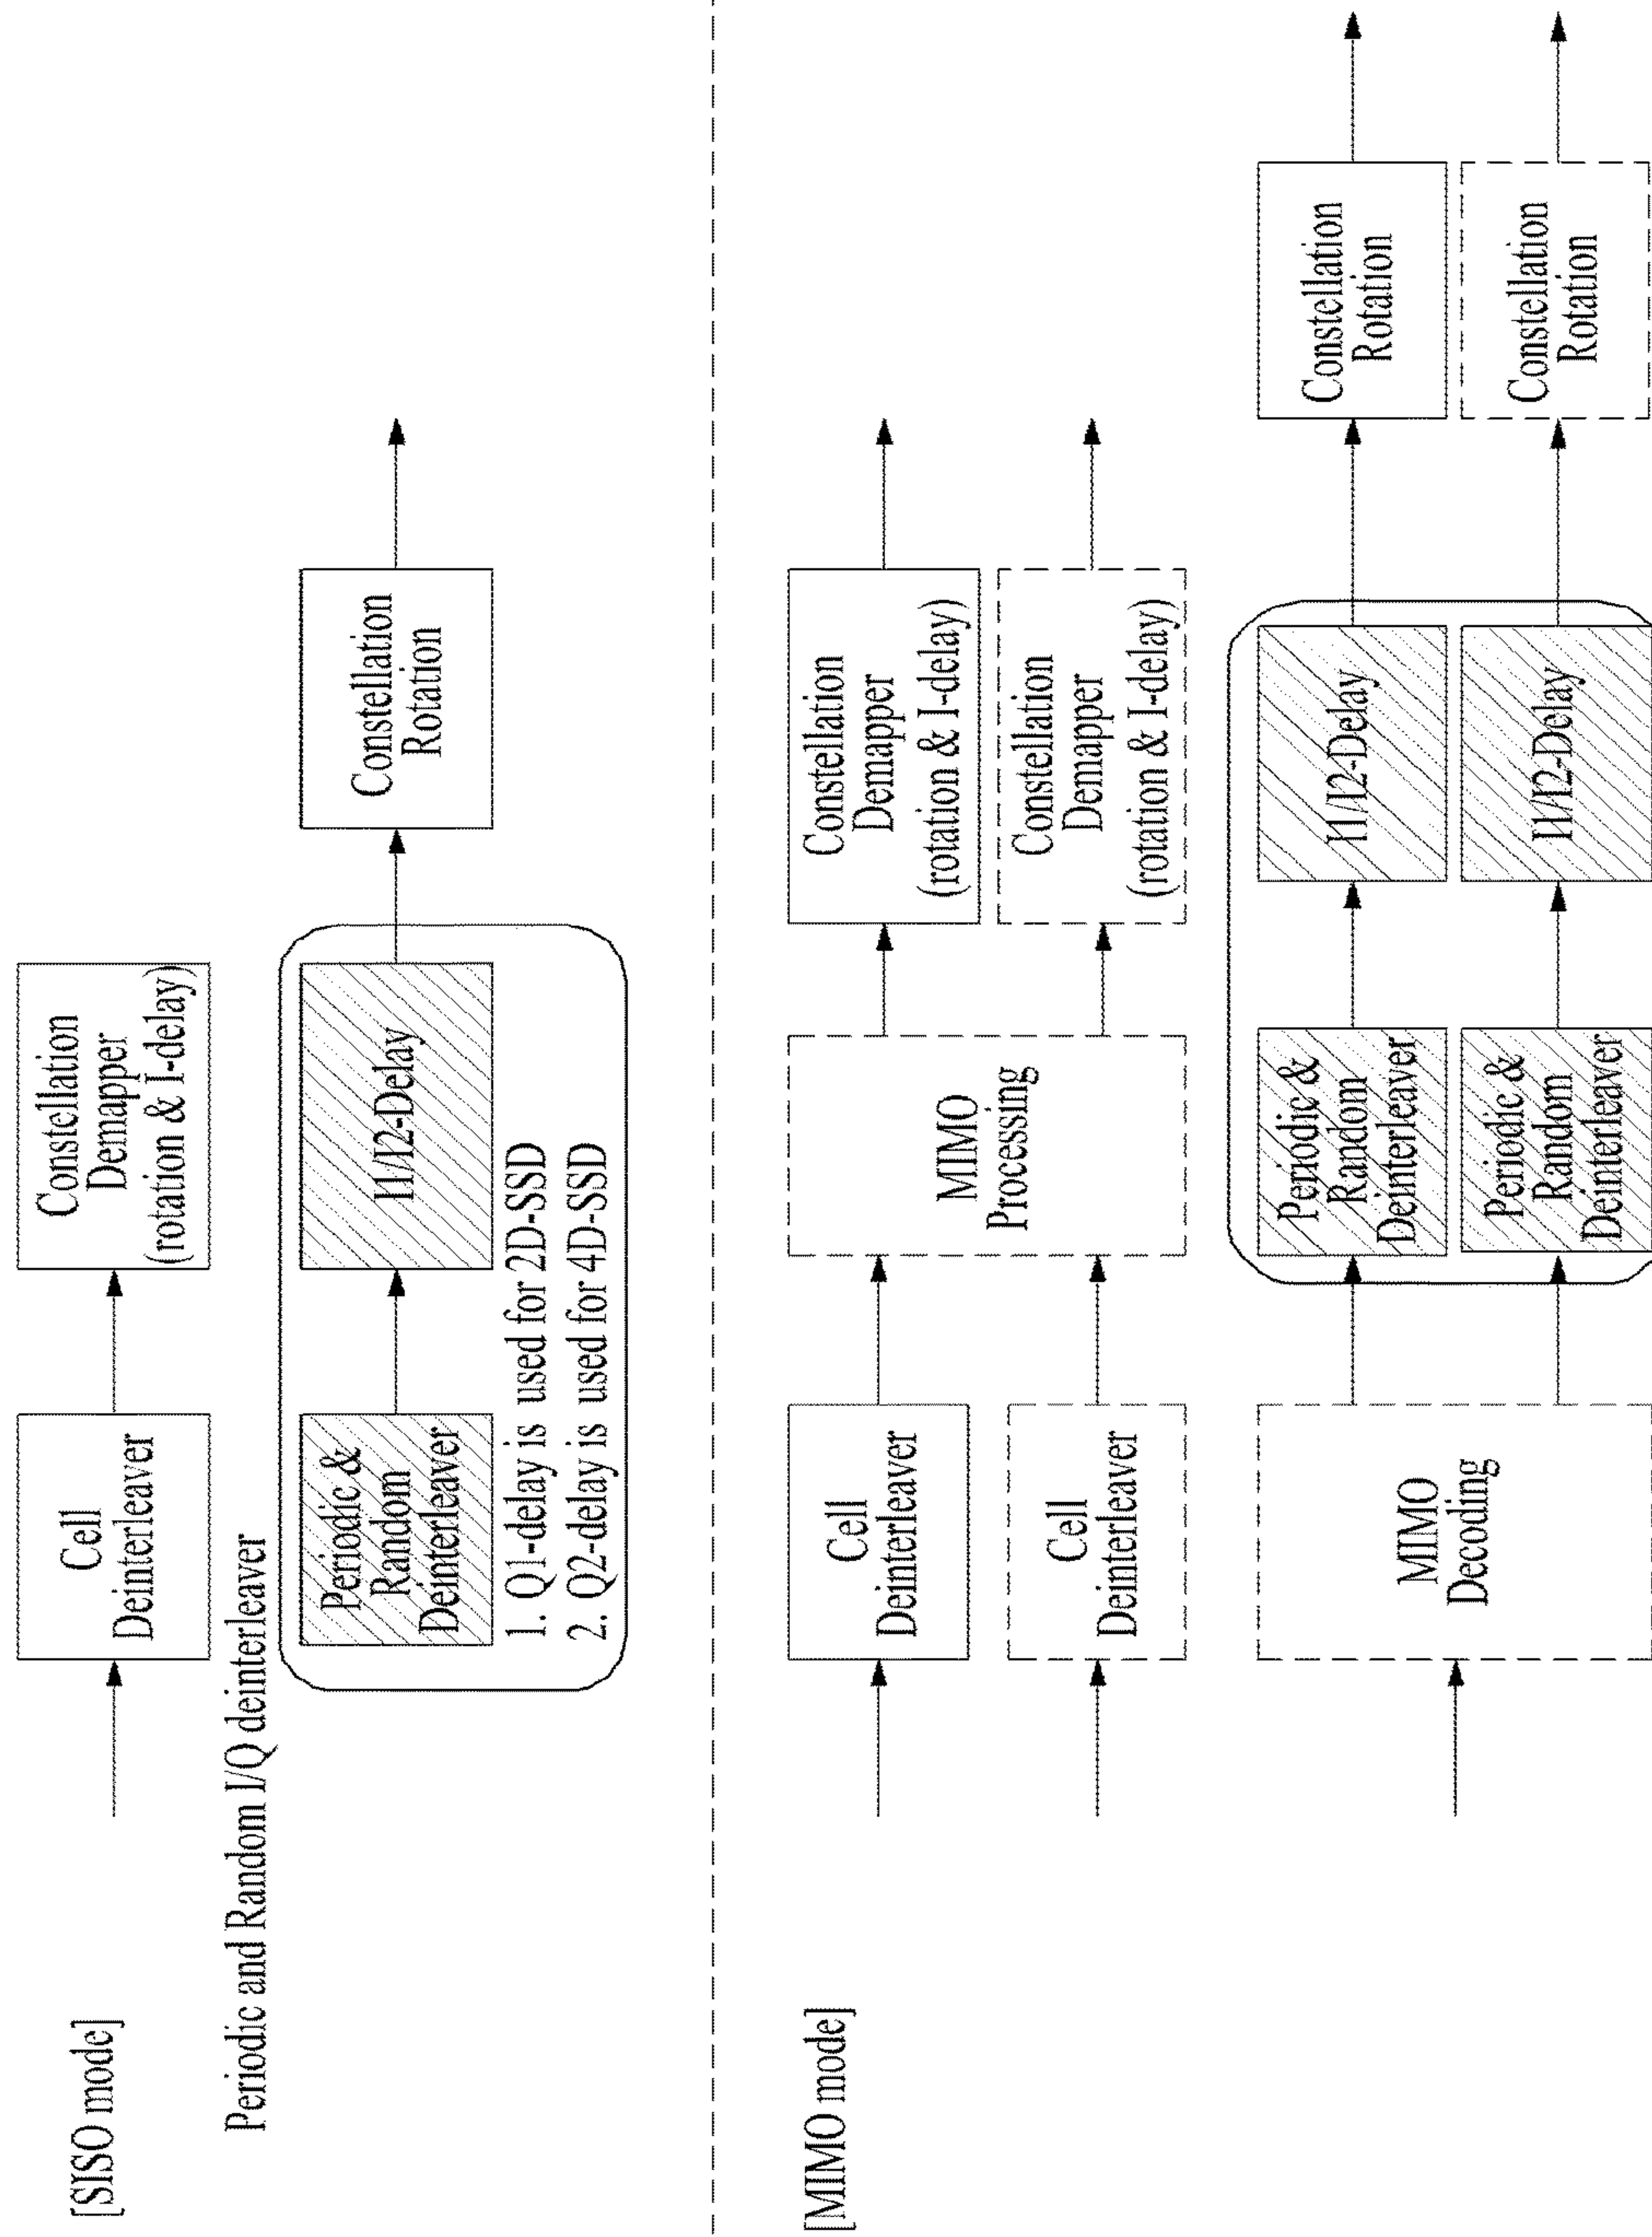 [SISO mode]
Cell
Deinterleaver
Constellation
Demapper
(rotation & I-delay)
Periodic and Random I/Q deinterleaver
Periodic &
Random
Deinterleaver
I1/I2-Delay
Constellation
Rotation
1. Q1-delay is used for 2D-SSD
2. Q2-delay is used for 4D-SSD
[MIMO mode]
Cell
Deinterleaver
Cell
Deinterleaver
MIMO
Processing
Constellation
Demapper
(rotation & I-delay)
Constellation
Demapper
(rotation & I-delay)
MIMO
Decoding
Periodic &
Random
Deinterleaver
I1/I2-Delay
Constellation
Rotation
Periodic &
Random
Deinterleaver
I1/I2-Delay
Constellation
Rotation